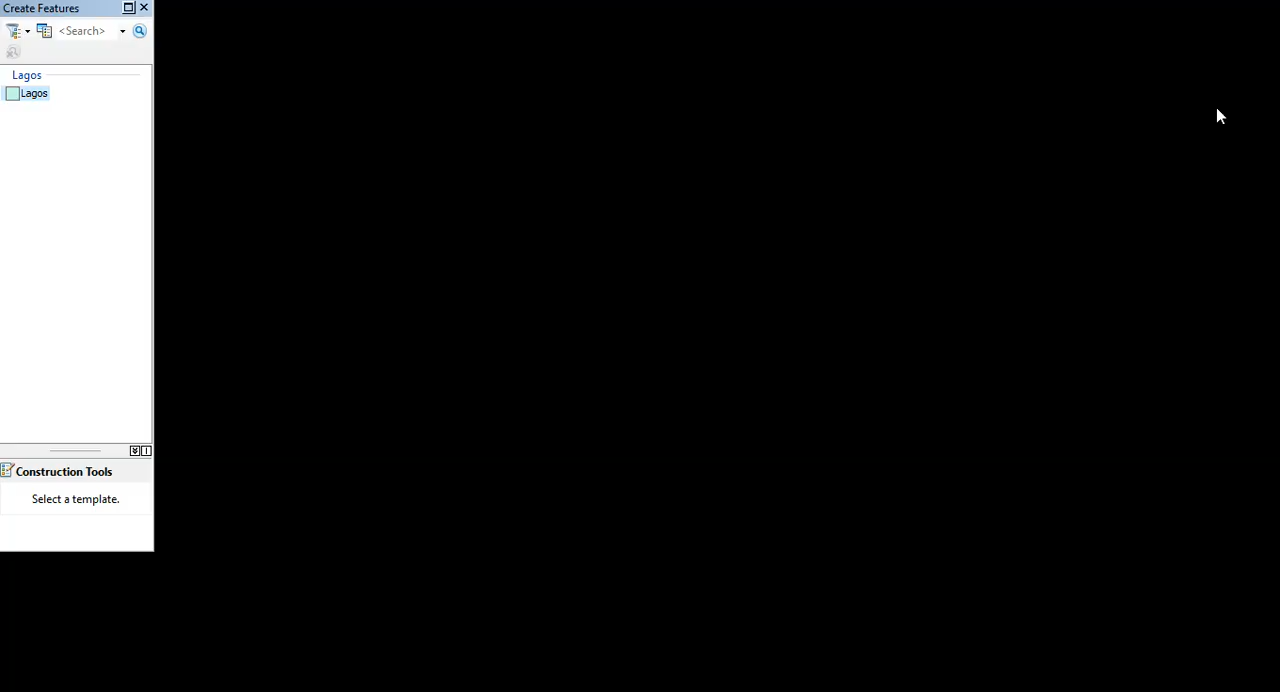 Create Features
<Search>
Lagos
Lagos
Construction Tools
Select a template.